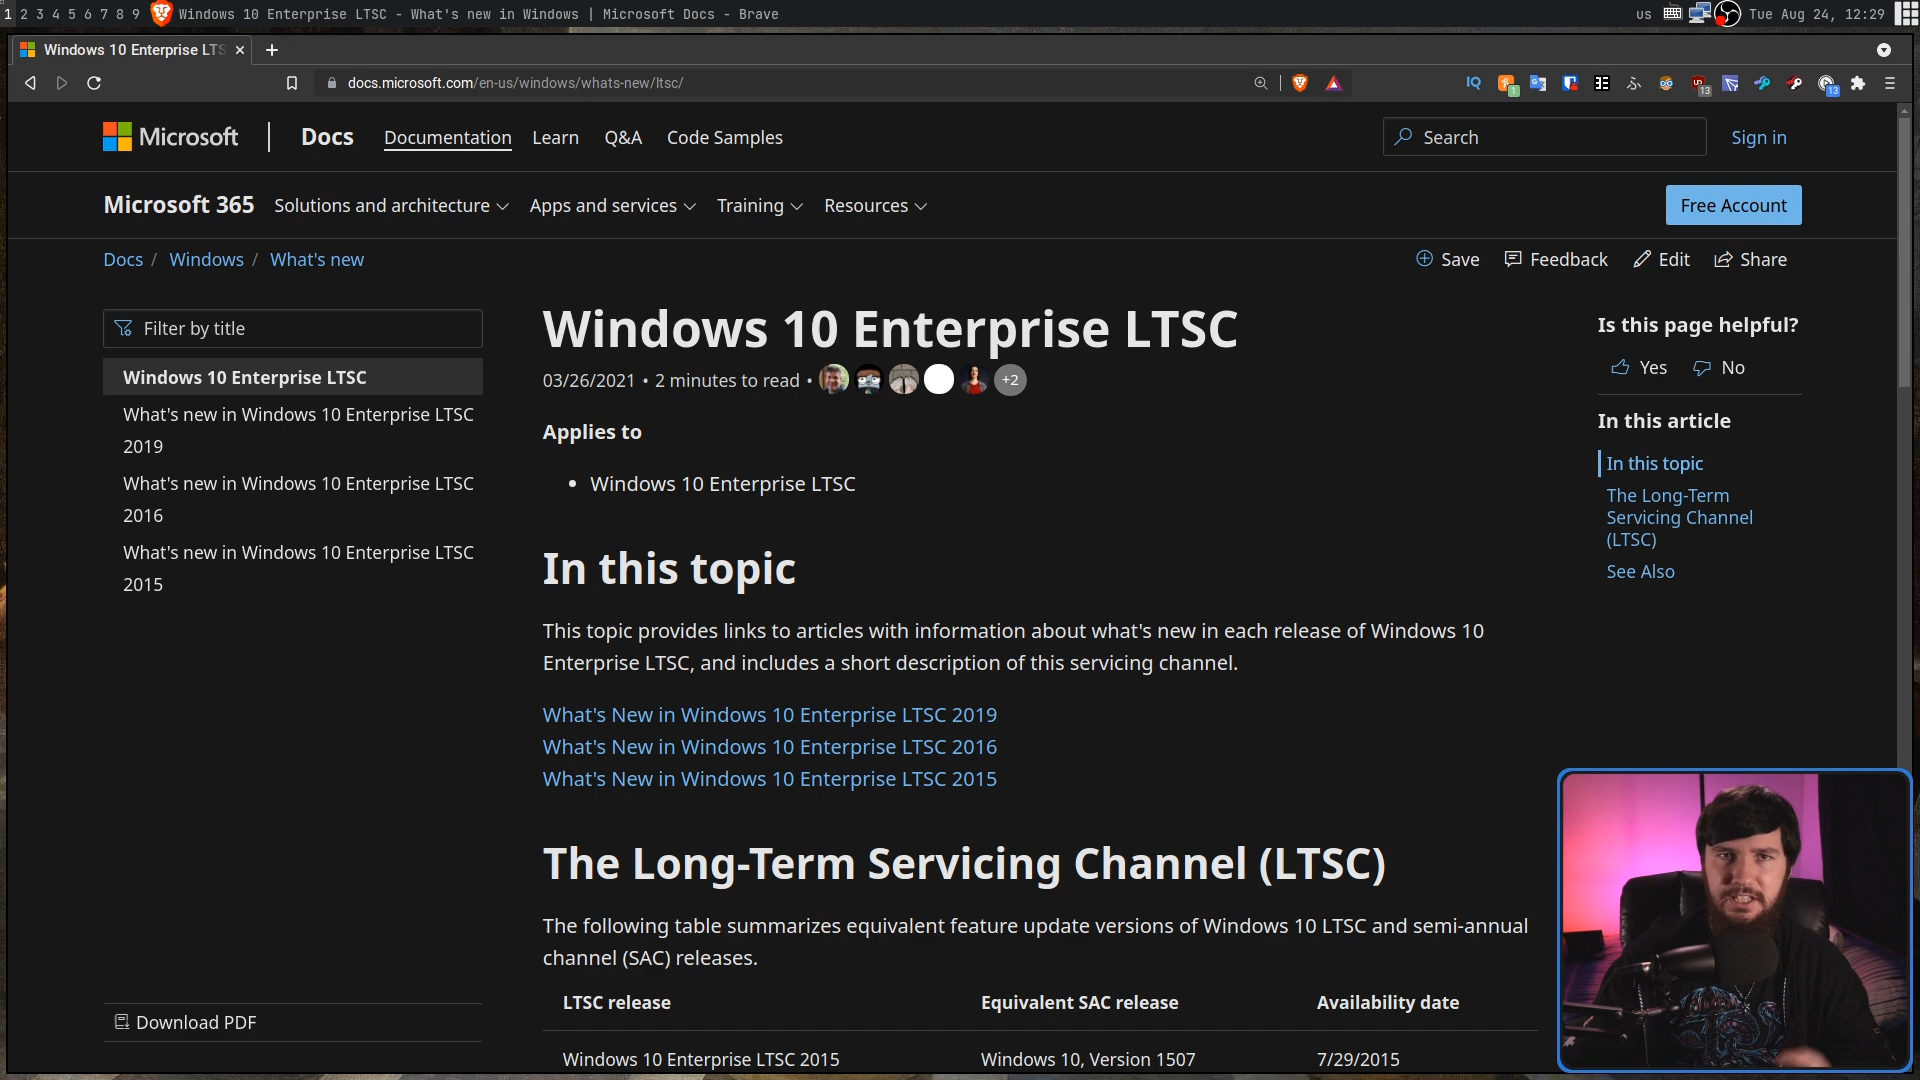 1 2 3 4 5 6 7 8 9 Windows 10 Enterprise LTSC - What's new in Windows | Microsoft Docs - Brave
us Tue Aug 24, 12:29
Windows 10 Enterprise LTS
docs.microsoft.com/en-us/windows/whats-new/ltsc/
IQ 1 13 13
Microsoft Docs Documentation Learn Q&A Code Samples Search Sign in
Microsoft 365 Solutions and architecture Apps and services Training Resources Free Account
Docs / Windows / What's new
Save Feedback Edit Share
Filter by title
Windows 10 Enterprise LTSC
What's new in Windows 10 Enterprise LTSC
2019
What's new in Windows 10 Enterprise LTSC
2016
What's new in Windows 10 Enterprise LTSC
2015
Download PDF
Windows 10 Enterprise LTSC
03/26/2021 • 2 minutes to read • +2
Applies to
• Windows 10 Enterprise LTSC
In this topic
This topic provides links to articles with information about what's new in each release of Windows 10
Enterprise LTSC, and includes a short description of this servicing channel.
What's New in Windows 10 Enterprise LTSC 2019
What's New in Windows 10 Enterprise LTSC 2016
What's New in Windows 10 Enterprise LTSC 2015
The Long-Term Servicing Channel (LTSC)
The following table summarizes equivalent feature update versions of Windows 10 LTSC and semi-annual
channel (SAC) releases.
LTSC release Equivalent SAC release Availability date
Windows 10 Enterprise LTSC 2015 Windows 10, Version 1507 7/29/2015
Is this page helpful?
Yes No
In this article
In this topic
The Long-Term
Servicing Channel
(LTSC)
See Also